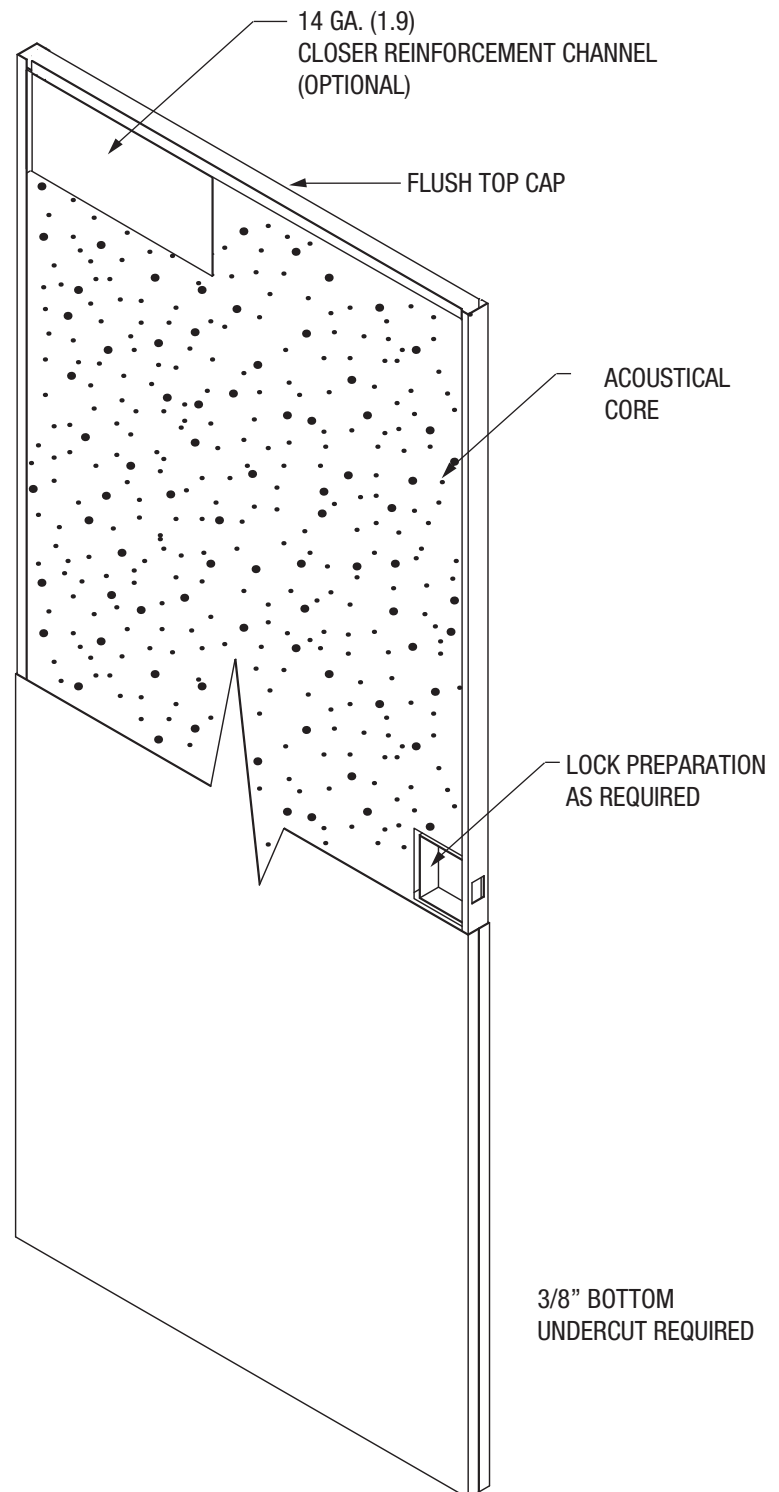 14 GA. (1.9)
CLOSER REINFORCEMENT CHANNEL
(OPTIONAL)
FLUSH TOP CAP
ACOUSTICAL
CORE
LOCK PREPARATION
AS REQUIRED
3/8” BOTTOM
UNDERCUT REQUIRED